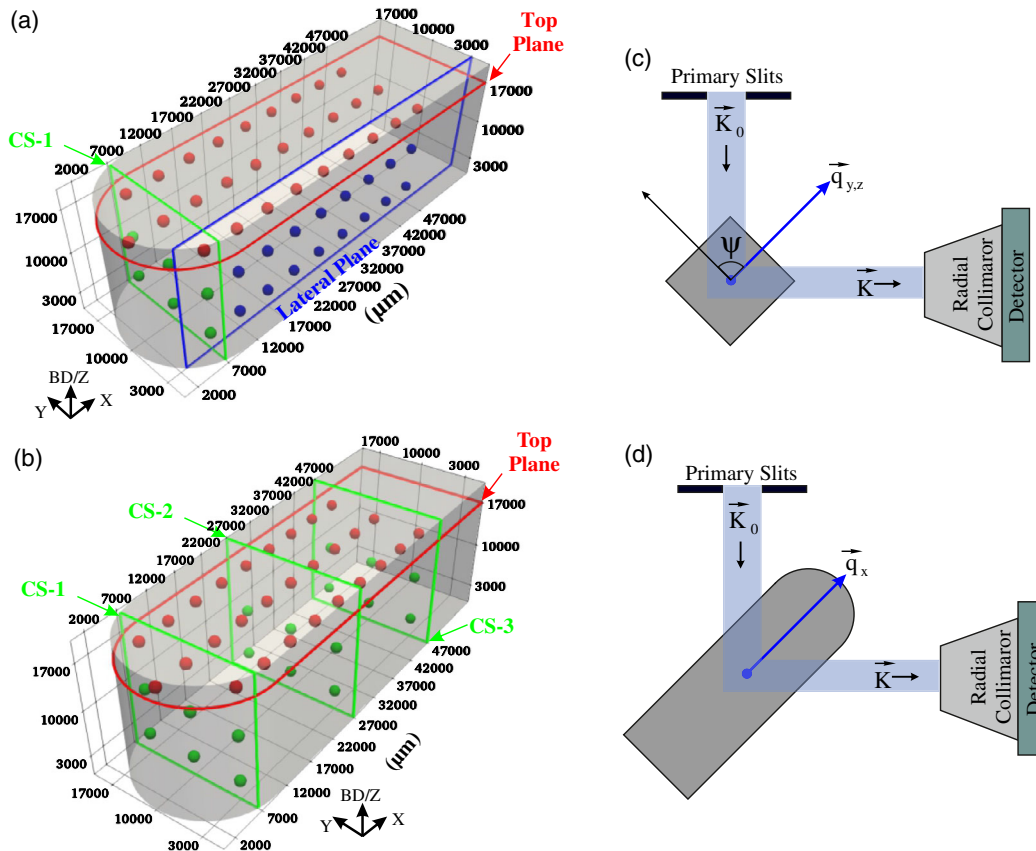 (a)
17000
10000
3000
47000
42000
37000
32000
27000
22000
17000
12000
7000
2000
Top
Plane
17000
10000
3000
CS-1
17000
10000
3000
Lateral Plane
47000
42000
37000
32000
27000
22000
17000
12000
7000
2000
(μm)
17000
10000
3000
BD/Z
Y
X
(b)
17000
10000
3000
47000
42000
37000
32000
27000
22000
17000
12000
7000
2000
Top
Plane
17000
10000
3000
CS-2
CS-1
CS-3
17000
10000
3000
47000
42000
37000
32000
27000
22000
17000
12000
7000
2000
(μm)
17000
10000
3000
BD/Z
Y
X
(c)
Primary Slits
K0
qy,z
Ψ
K
Radial
Collimaror
Detector
(d)
Primary Slits
K0
qx
K
Radial
Collimaror
Detector